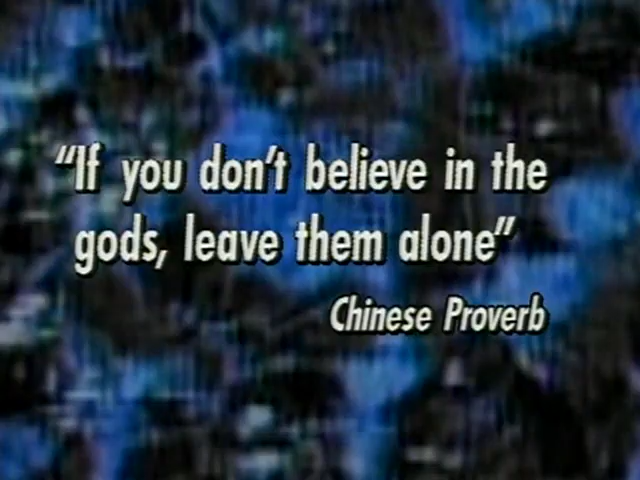 "If you don't believe in the
gods, leave them alone"
Chinese Proverb